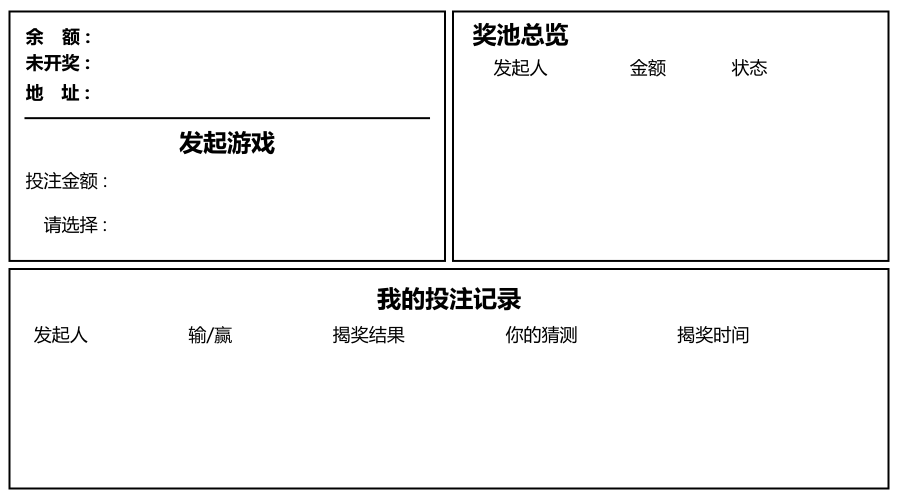 余 额：
未开奖：
地 址：
发起游戏
投注金额：
请选择：
奖池总览
发起人 金额 状态
我的投注记录
发起人 输/赢 揭奖结果 你的猜测 揭奖时间